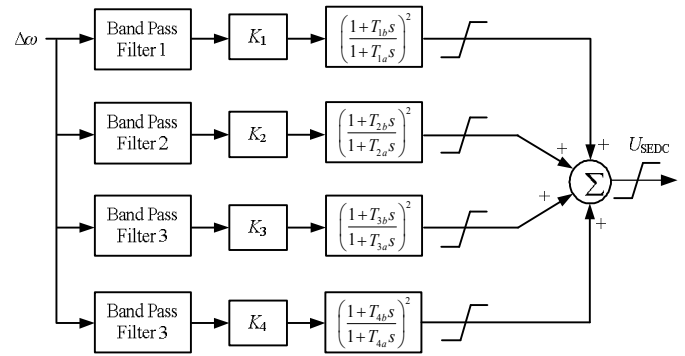 Δω
Band Pass
Filter 1
K₁
((1+T₁bs)/(1+T₁as))²
+
U_SEDC
Band Pass
Filter 2
K₂
((1+T₂bs)/(1+T₂as))²
+
Σ
Band Pass
Filter 3
K₃
((1+T₃bs)/(1+T₃as))²
+
+
Band Pass
Filter 3
K₄
((1+T₄bs)/(1+T₄as))²